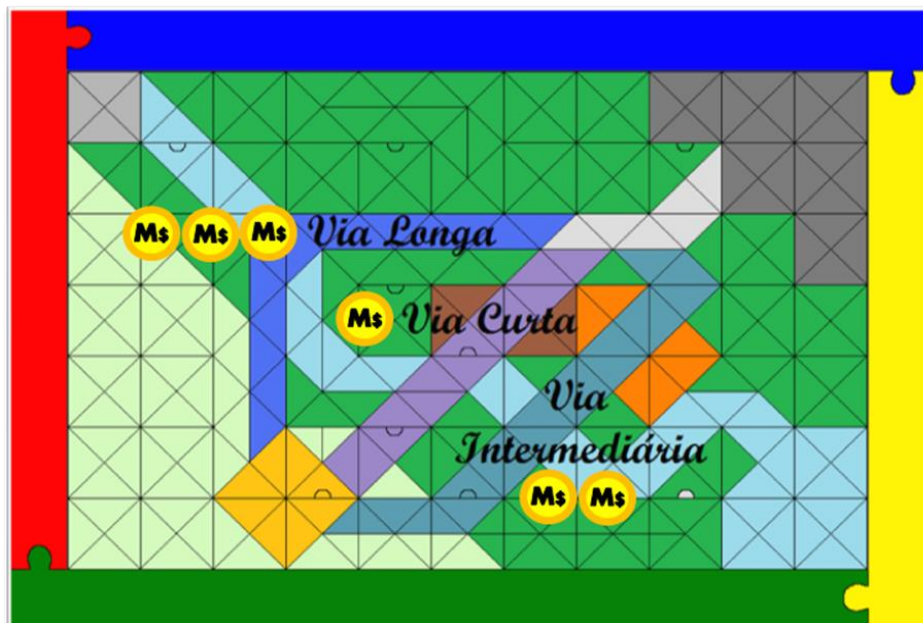 M$ M$ M$ Via Longa
M$ Via Curta
Via
Intermediária
M$ M$